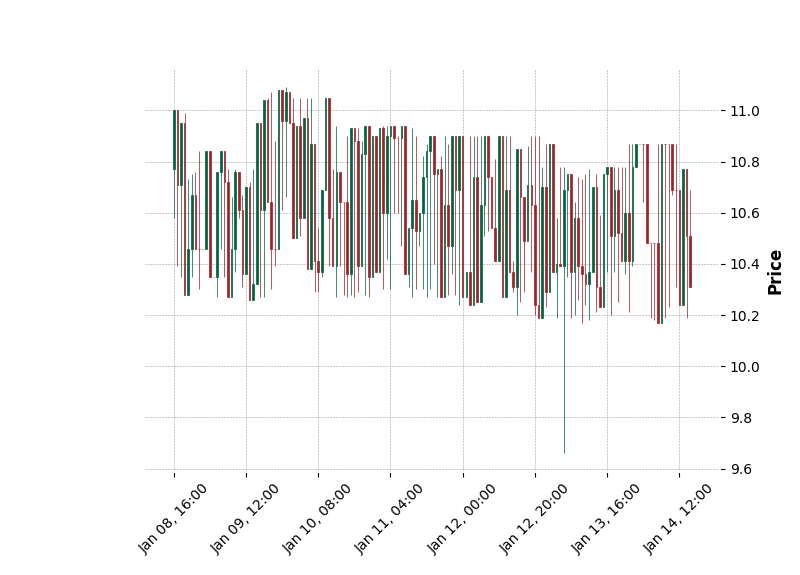 11.0
10.8
10.6
10.4
10.2
10.0
9.8
9.6
Price
Jan 08, 16:00
Jan 09, 12:00
Jan 10, 08:00
Jan 11, 04:00
Jan 12, 00:00
Jan 12, 20:00
Jan 13, 16:00
Jan 14, 12:00